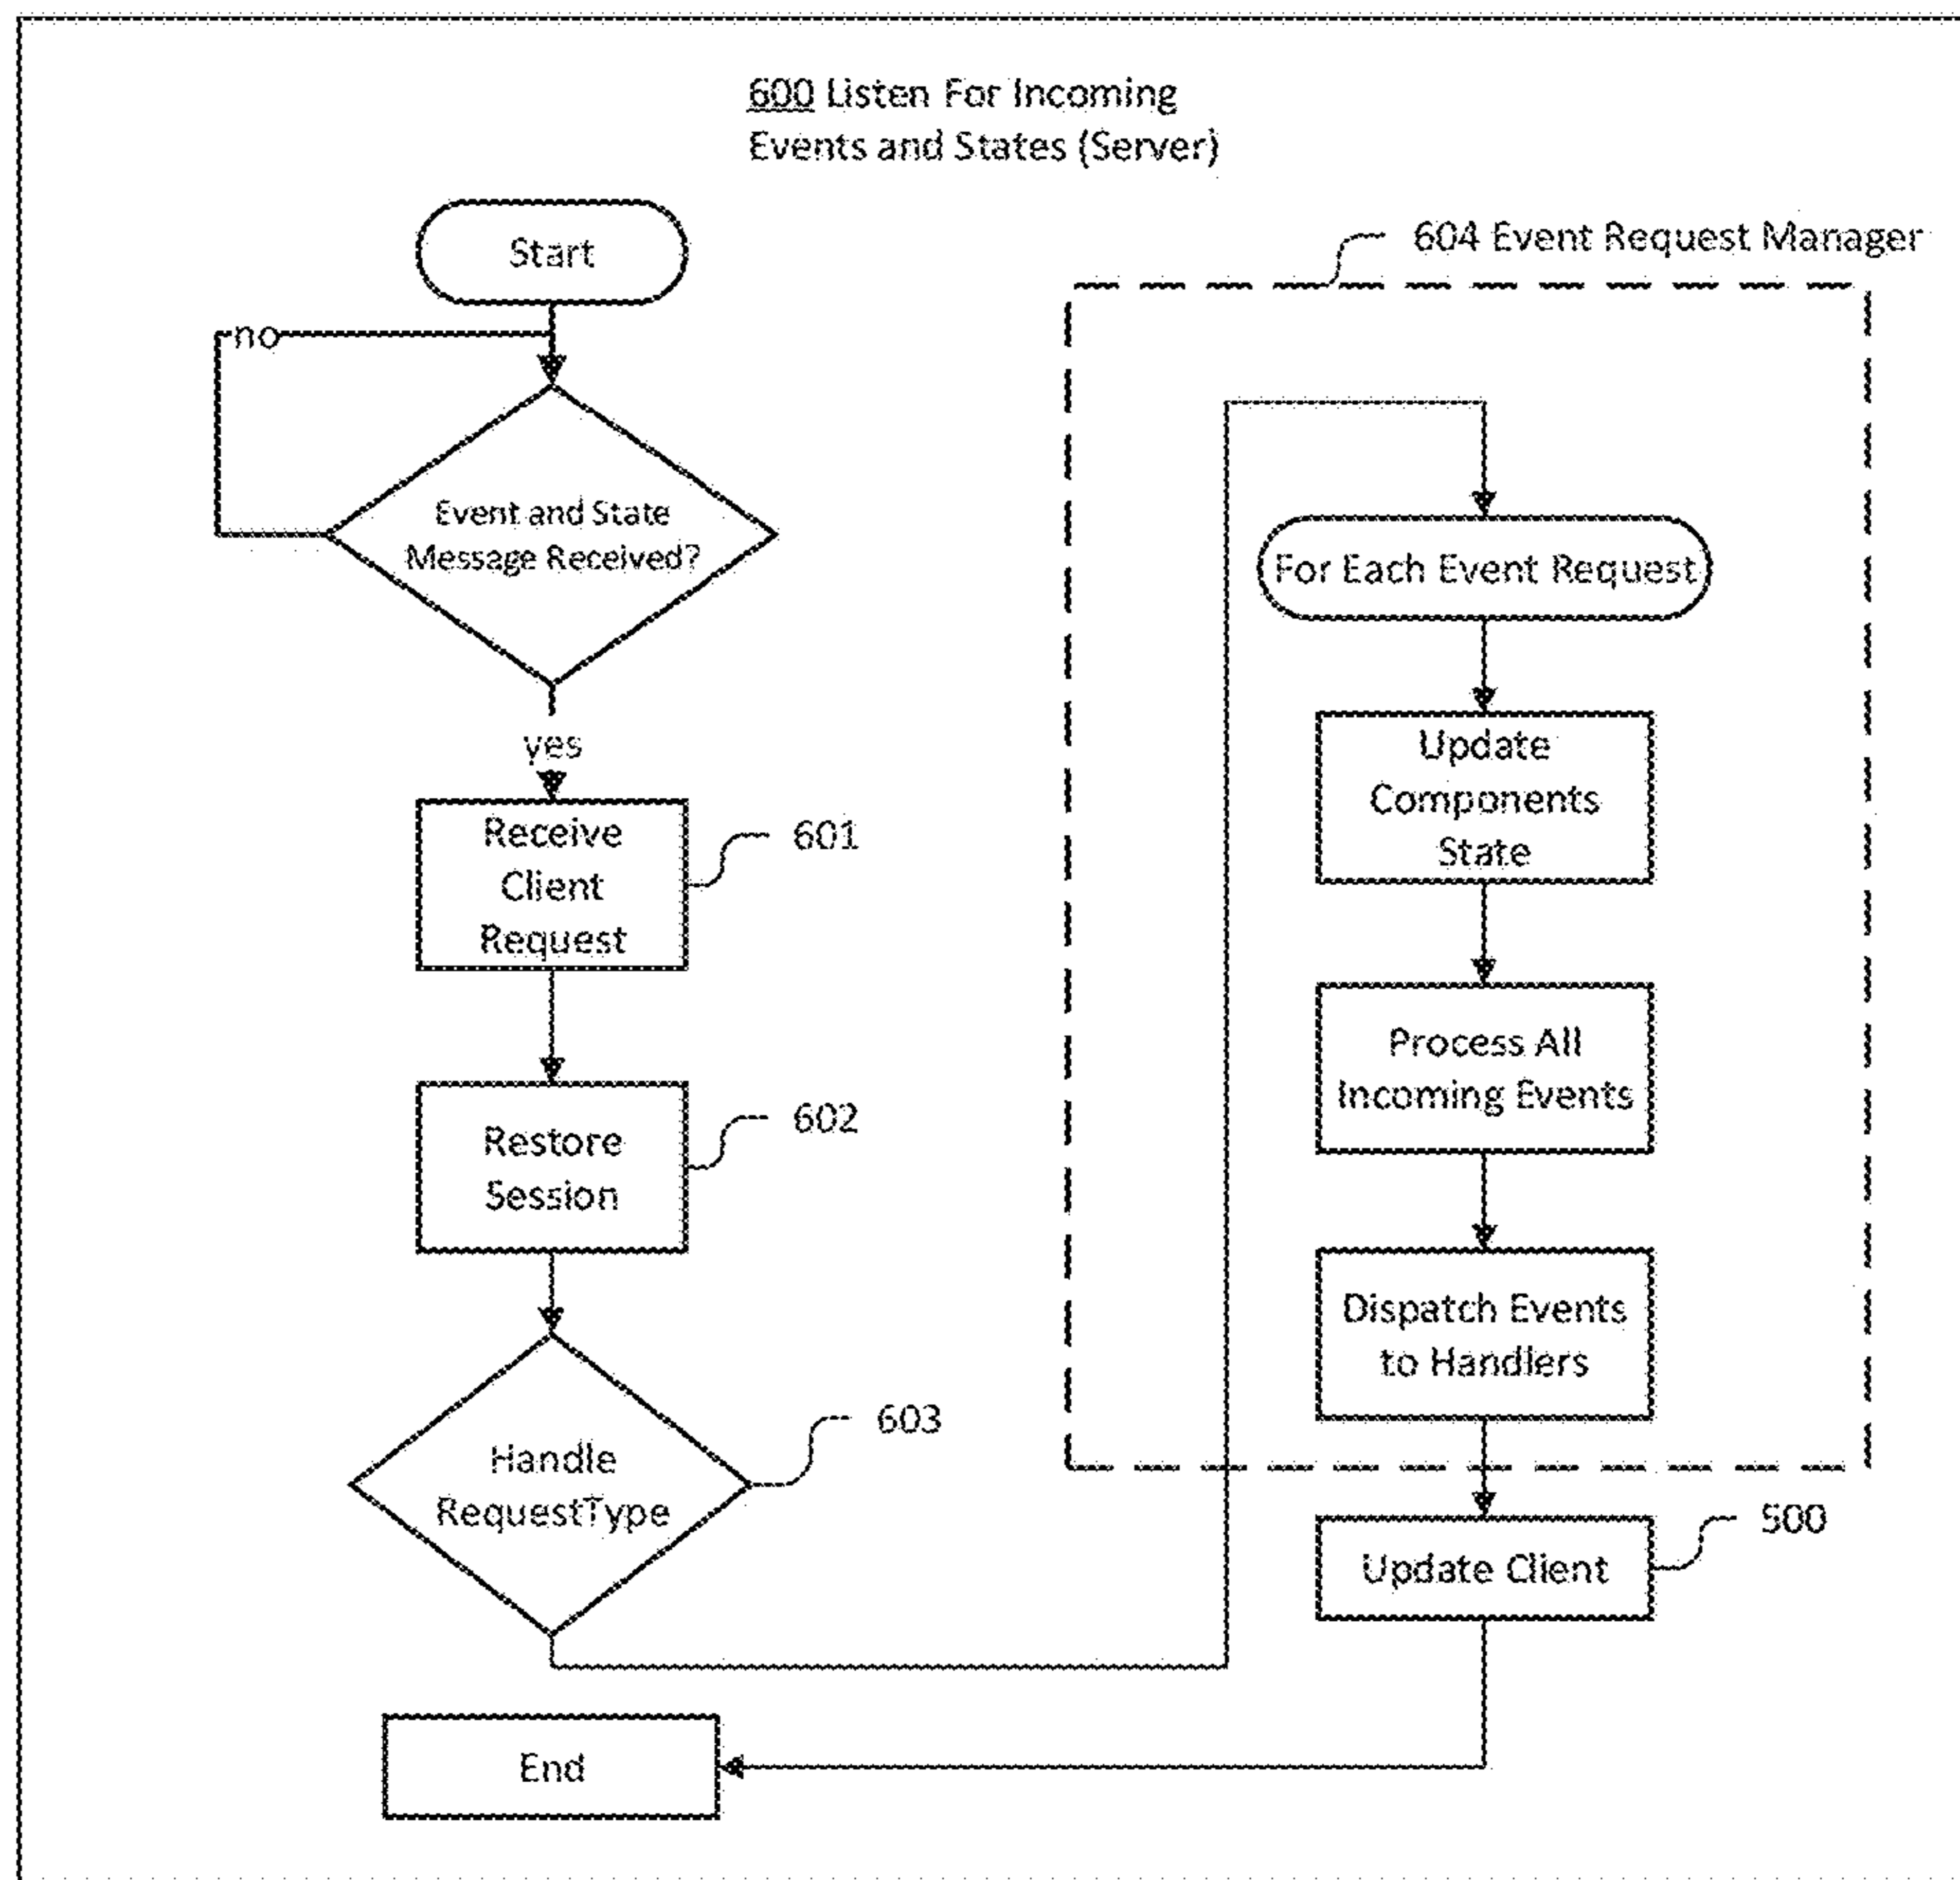 600 Listen For Incoming
Events and States (Server)
Start
no
Event and State
Message Received?
yes
Receive
Client
Request
601
Restore
Session
602
Handle
RequestType
603
End
604 Event Request Manager
For Each Event Request
Update
Components
State
Process All
Incoming Events
Dispatch Events
to Handlers
Update Client
500